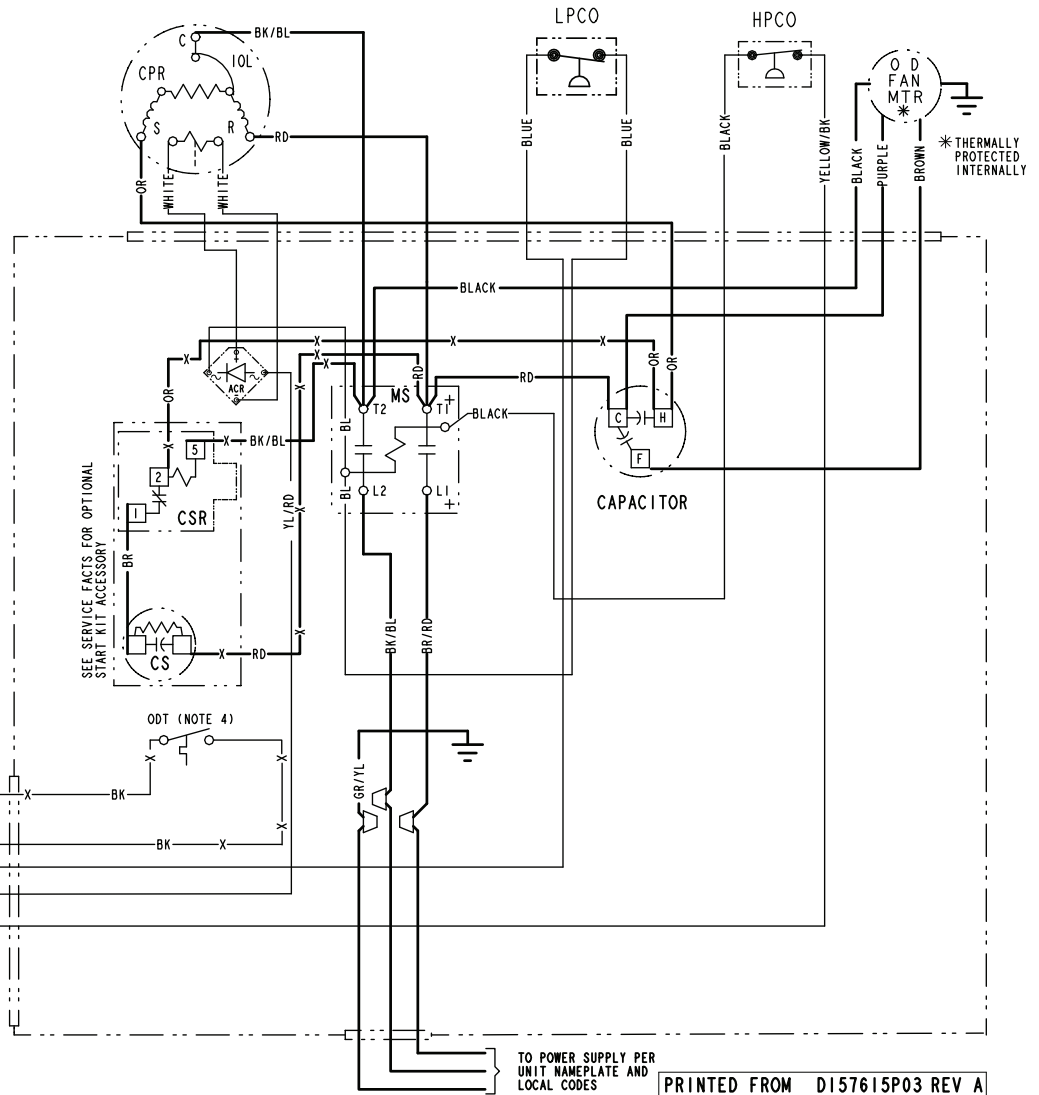 LPCO
HPCO
C
BK/BL
IOL
CPR
S
R
RD
O D
FAN
MTR
*
*THERMALLY
PROTECTED
INTERNALLY
OR
WHITE
WHITE
BLUE
BLUE
BLACK
YELLOW/BK
BLACK
PURPLE
BROWN
BLACK
X
X
X
X
X
X
X
OR
OR
RD
RD
+
~
~
ACR
-
MS
+
T2
T1
BLACK
BL
BL
L2
L1
+
C
H
F
CAPACITOR
OR
X
X
BK/BL
5
2
1
CSR
YL/RD
X
BR
SEE SERVICE FACTS FOR OPTIONAL
START KIT ACCESSORY
CS
X
RD
X
BK/BL
BR/RD
ODT (NOTE 4)
X
X
X
BK
X
BK
X
GR/YL
TO POWER SUPPLY PER
UNIT NAMEPLATE AND
LOCAL CODES
PRINTED FROM D157615P03 REV A